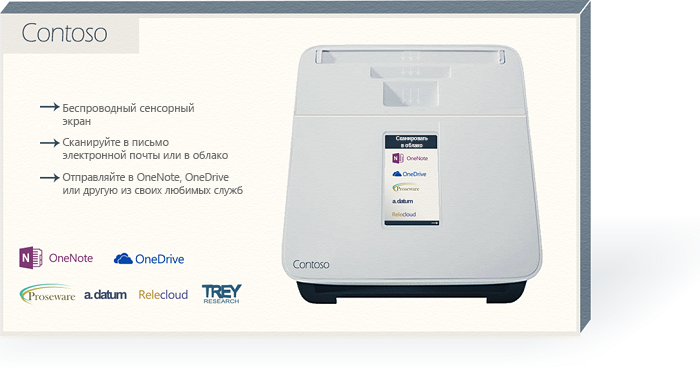 Contoso
Беспроводный сенсорный
экран
Сканируйте в письмо
электронной почты или в облако
Отправляйте в OneNote, OneDrive
или другую из своих любимых служб
OneNote
OneDrive
Proseware
a.datum
Relecloud
TREY
RESEARCH
Сканировать
в облако
OneNote
OneDrive
Proseware
a.datum
Relecloud
Contoso